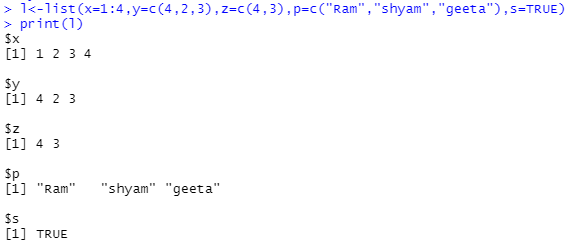 > l<-list(x=1:4,y=c(4,2,3),z=c(4,3),p=c("Ram","shyam","geeta"),s=TRUE)
> print(l)
$x
[1] 1 2 3 4
$y
[1] 4 2 3
$z
[1] 4 3
$p
[1] "Ram"   "shyam" "geeta"
$s
[1] TRUE